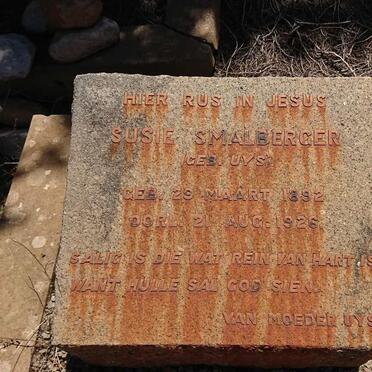 HIER RUS IN JESUS
SUSIE SMALBERGER
(GEB. UYS)
GEB. 29 MAART 1892
OORL. 21 AUG. 1926
SALIG IS DIE WAT REIN VAN HART IS
WANT HULLE SAL GOD SIEN.
VAN MOEDER UYS